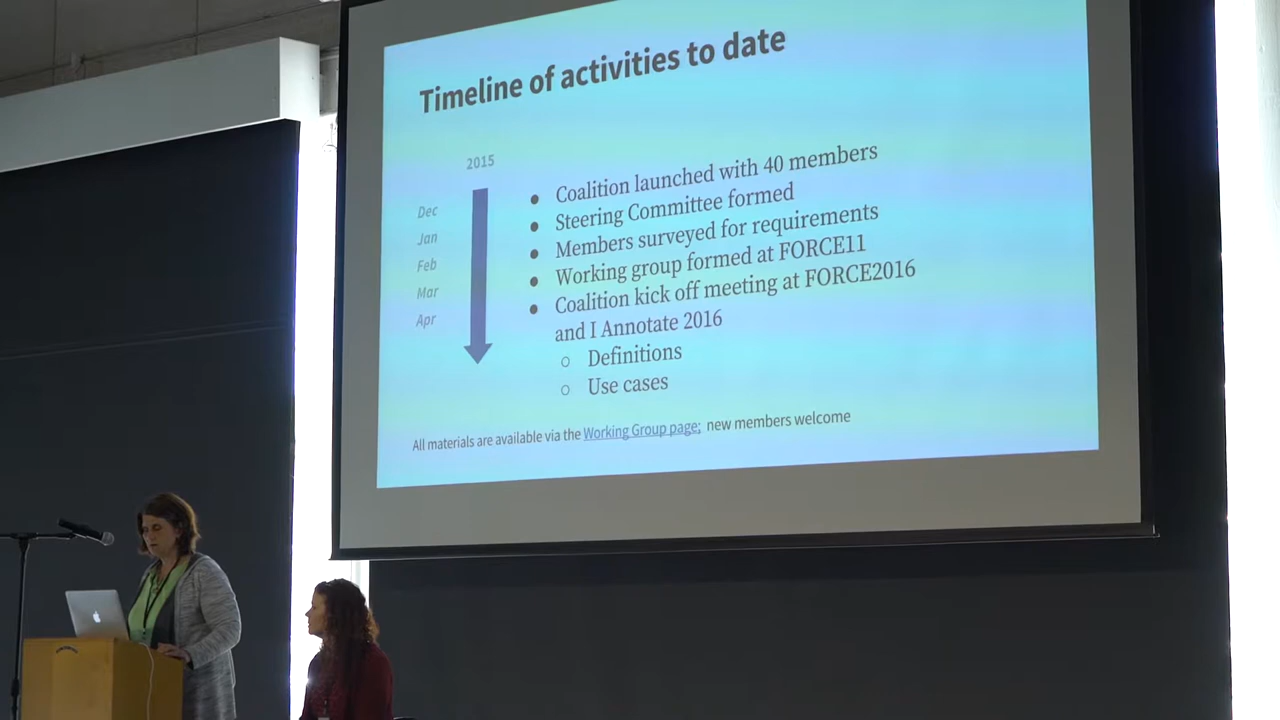 Timeline of activities to date
2015
Dec
Jan
Feb
Mar
Apr
● Coalition launched with 40 members
● Steering Committee formed
● Members surveyed for requirements
● Working group formed at FORCE11
● Coalition kick off meeting at FORCE2016
and I Annotate 2016
○ Definitions
○ Use cases
All materials are available via the Working Group page; new members welcome